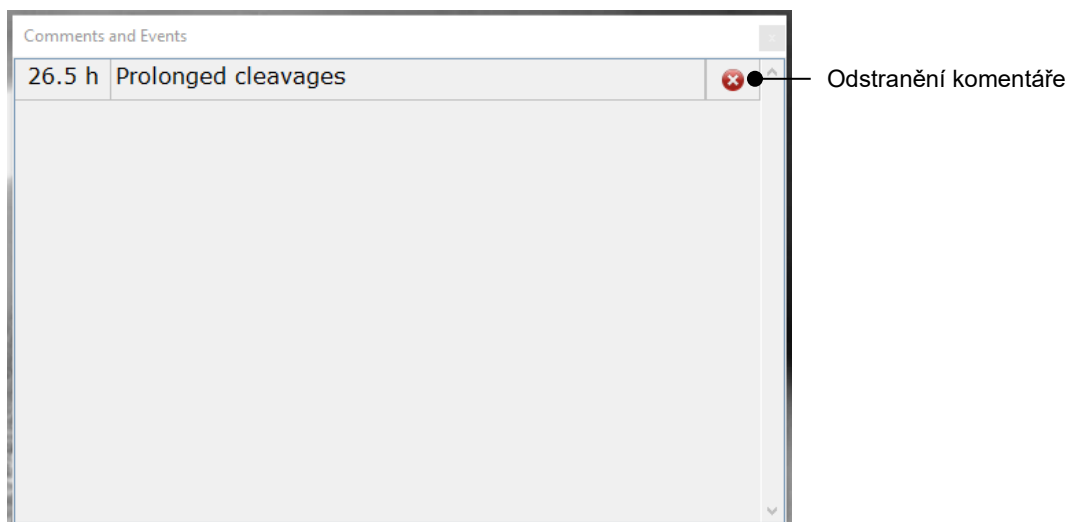 Comments and Events
26.5 h Prolonged cleavages
Odstranění komentáře